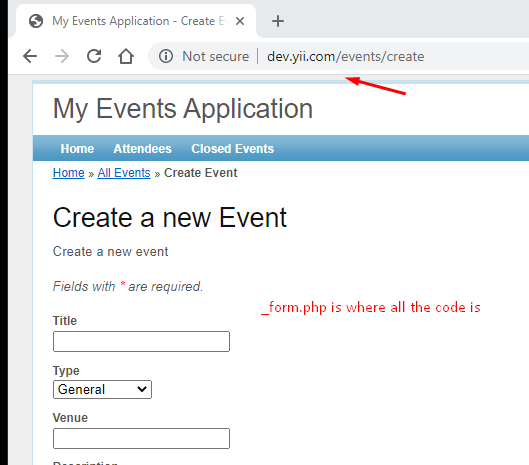 My Events Application - Create E
Not secure | dev.yii.com/events/create
My Events Application
Home Attendees Closed Events
Home » All Events » Create Event
Create a new Event
Create a new event
Fields with * are required.
_form.php is where all the code is
Title
Type
General
Venue
Description